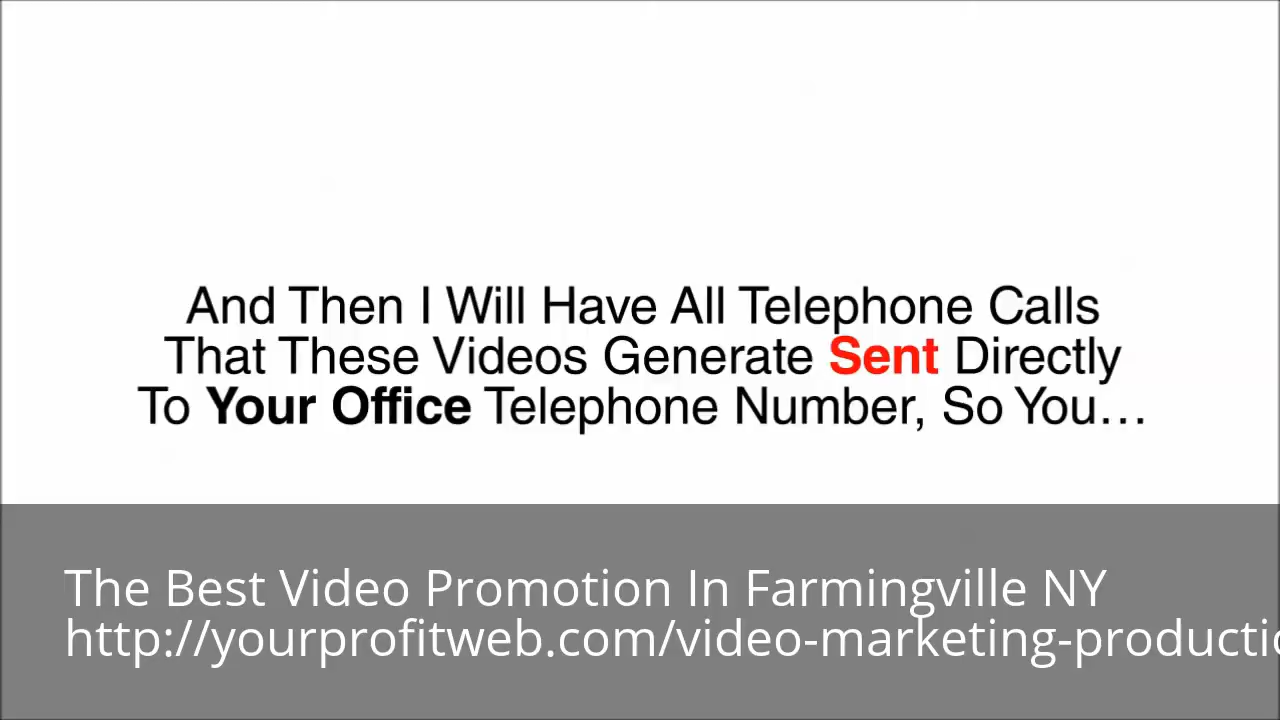 And Then I Will Have All Telephone Calls
That These Videos Generate Sent Directly
To Your Office Telephone Number, So You…
The Best Video Promotion In Farmingville NY
http://yourprofitweb.com/video-marketing-productio